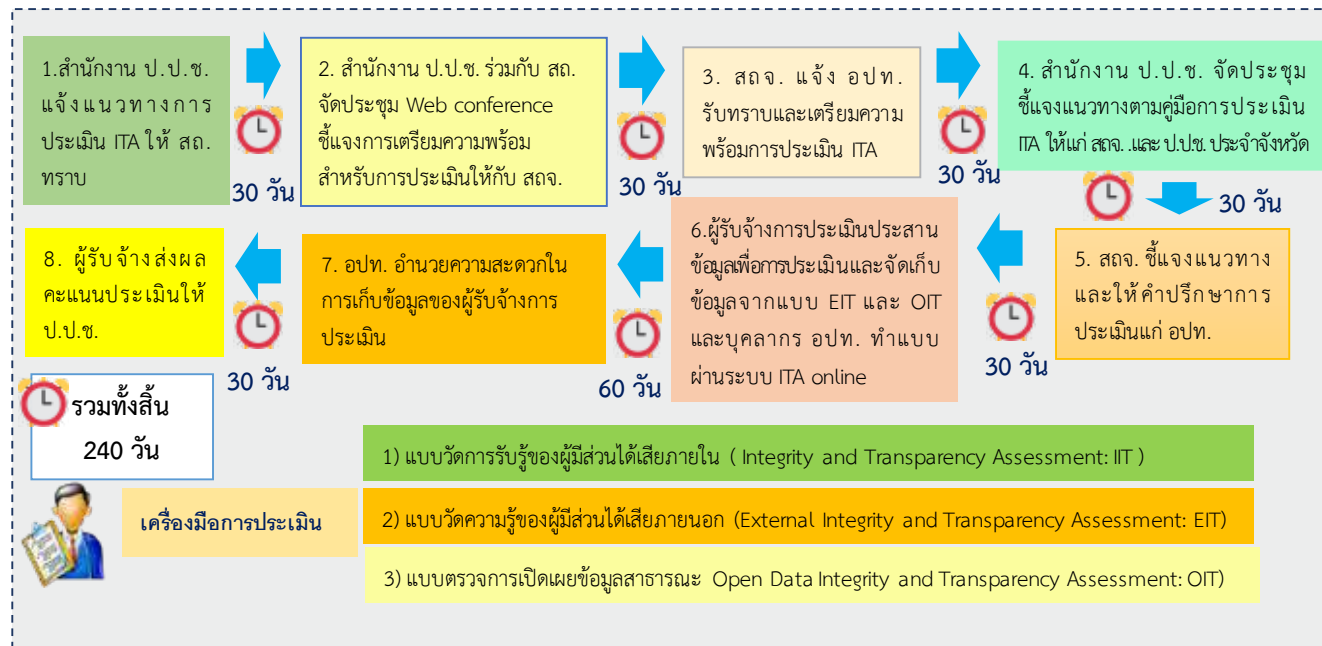 1.สำนักงาน ป.ป.ช.
แจ้งแนวทางการ
ประเมิน ITA ให้ สถ.
ทราบ
30 วัน
2. สำนักงาน ป.ป.ช. ร่วมกับ สถ.
จัดประชุม Web conference
ชี้แจงการเตรียมความพร้อม
สำหรับการประเมินให้กับ สถจ.
30 วัน
3. สถจ. แจ้ง อปท.
รับทราบและเตรียมความ
พร้อมการประเมิน ITA
30 วัน
4. สำนักงาน ป.ป.ช. จัดประชุม
ชี้แจงแนวทางตามคู่มือการประเมิน
ITA ให้แก่ สถจ. .และ ป.ป.ช. ประจำจังหวัด
30 วัน
5. สถจ. ชี้แจงแนวทาง
และให้คำปรึกษาการ
ประเมินแก่ อปท.
30 วัน
6.ผู้รับจ้างการประเมินประสาน
ข้อมูลเพื่อการประเมินและจัดเก็บ
ข้อมูลจากแบบ EIT และ OIT
และบุคลากร อปท. ทำแบบ
ผ่านระบบ ITA online
60 วัน
7. อปท. อำนวยความสะดวกใน
การเก็บข้อมูลของผู้รับจ้างการ
ประเมิน
30 วัน
8. ผู้รับจ้างส่งผล
คะแนนประเมินให้
ป.ป.ช.
รวมทั้งสิ้น
240 วัน
เครื่องมือการประเมิน
1) แบบวัดการรับรู้ของผู้มีส่วนได้เสียภายใน ( Integrity and Transparency Assessment: IIT )
2) แบบวัดความรู้ของผู้มีส่วนได้เสียภายนอก (External Integrity and Transparency Assessment: EIT)
3) แบบตรวจการเปิดเผยข้อมูลสาธารณะ Open Data Integrity and Transparency Assessment: OIT)